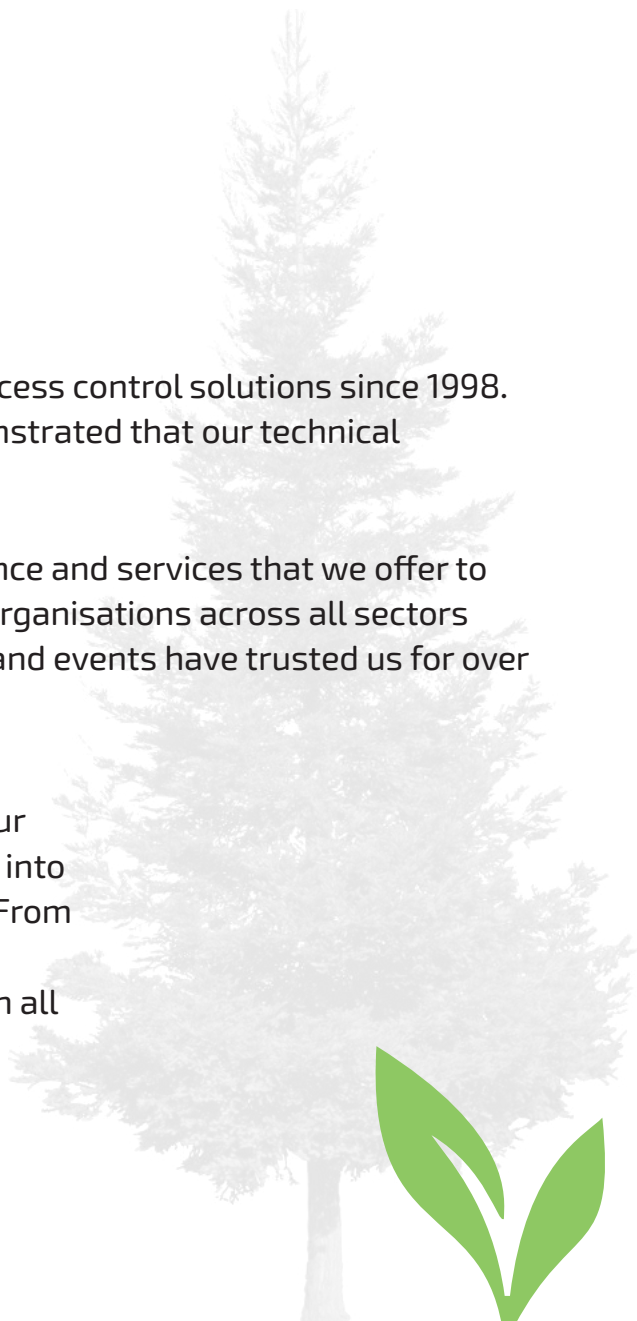 cess control solutions since 1998.
nstrated that our technical
nce and services that we offer to
rganisations across all sectors
and events have trusted us for over
ur
into
From
n all